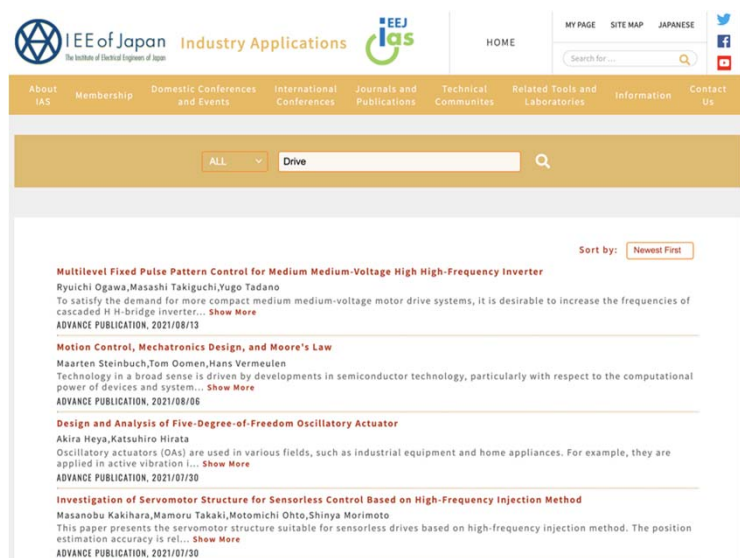 IEE of Japan
The Institute of Electrical Engineers of Japan
Industry Applications
IEEJ
ias
HOME
MY PAGE SITE MAP JAPANESE
Search for ...
About IAS
Membership
Domestic Conferences and Events
International Conferences
Journals and Publications
Technical Communites
Related Tools and Laboratories
Information
Contact Us
ALL
Drive
Sort by: Newest First
Multilevel Fixed Pulse Pattern Control for Medium Medium-Voltage High High-Frequency Inverter
Ryuichi Ogawa,Masashi Takiguchi,Yugo Tadano
To satisfy the demand for more compact medium medium-voltage motor drive systems, it is desirable to increase the frequencies of
cascaded H H-bridge inverter... Show More
ADVANCE PUBLICATION, 2021/08/13
Motion Control, Mechatronics Design, and Moore's Law
Maarten Steinbuch,Tom Oomen,Hans Vermeulen
Technology in a broad sense is driven by developments in semiconductor technology, particularly with respect to the computational
power of devices and system... Show More
ADVANCE PUBLICATION, 2021/08/06
Design and Analysis of Five-Degree-of-Freedom Oscillatory Actuator
Akira Heya,Katsuhiro Hirata
Oscillatory actuators (OAs) are used in various fields, such as industrial equipment and home appliances. For example, they are
applied in active vibration i... Show More
ADVANCE PUBLICATION, 2021/07/30
Investigation of Servomotor Structure for Sensorless Control Based on High-Frequency Injection Method
Masanobu Kakihara,Mamoru Takaki,Motomichi Ohto,Shinya Morimoto
This paper presents the servomotor structure suitable for sensorless drives based on high-frequency injection method. The position
estimation accuracy is rel... Show More
ADVANCE PUBLICATION, 2021/07/30